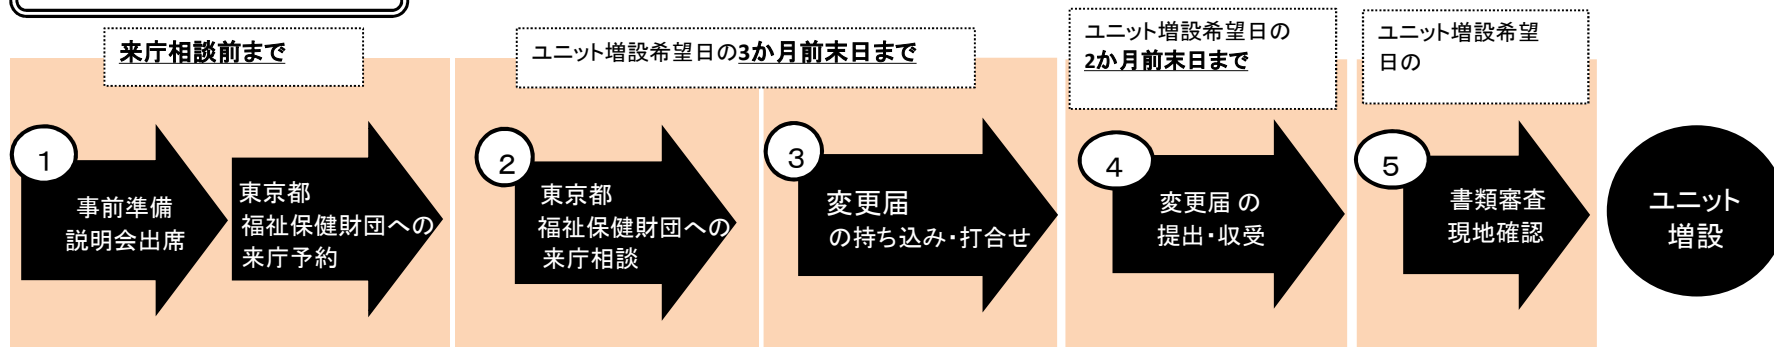 来庁相談前まで
ユニット増設希望日の3か月前末日まで
ユニット増設希望日の
2か月前末日まで
ユニット増設希望
日の
1
事前準備
説明会出席
東京都
福祉保健財団への
来庁予約
2
東京都
福祉保健財団への
来庁相談
3
変更届
の持ち込み・打合せ
4
変更届 の
提出・収受
5
書類審査
現地確認
ユニット
増設